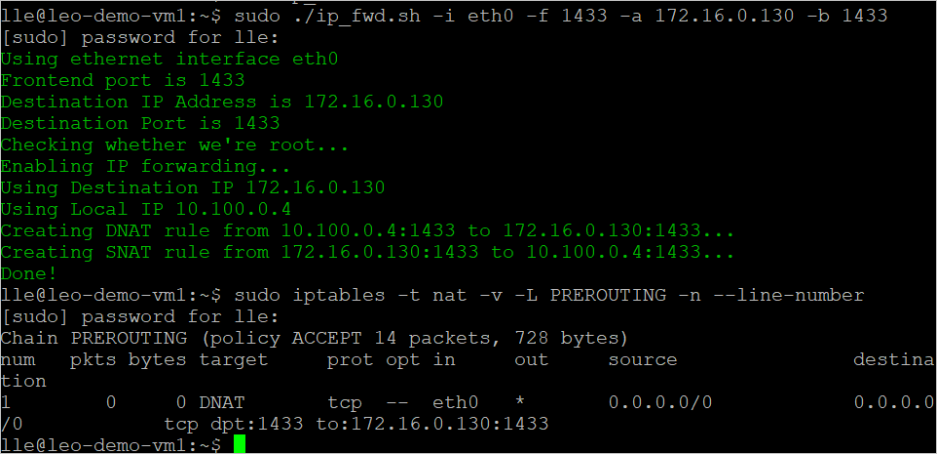 lle@leo-demo-vm1:~$ sudo ./ip_fwd.sh -i eth0 -f 1433 -a 172.16.0.130 -b 1433
[sudo] password for lle:
Using ethernet interface eth0
Frontend port is 1433
Destination IP Address is 172.16.0.130
Destination Port is 1433
Checking whether we're root...
Enabling IP forwarding...
Using Destination IP 172.16.0.130
Using Local IP 10.100.0.4
Creating DNAT rule from 10.100.0.4:1433 to 172.16.0.130:1433...
Creating SNAT rule from 172.16.0.130:1433 to 10.100.0.4:1433...
Done!
lle@leo-demo-vm1:~$ sudo iptables -t nat -v -L PREROUTING -n --line-number
[sudo] password for lle:
Chain PREROUTING (policy ACCEPT 14 packets, 728 bytes)
num   pkts bytes target     prot opt in     out     source               destina
tion
1        0     0 DNAT       tcp  --  eth0   *       0.0.0.0/0            0.0.0.0
/0            tcp dpt:1433 to:172.16.0.130:1433
lle@leo-demo-vm1:~$